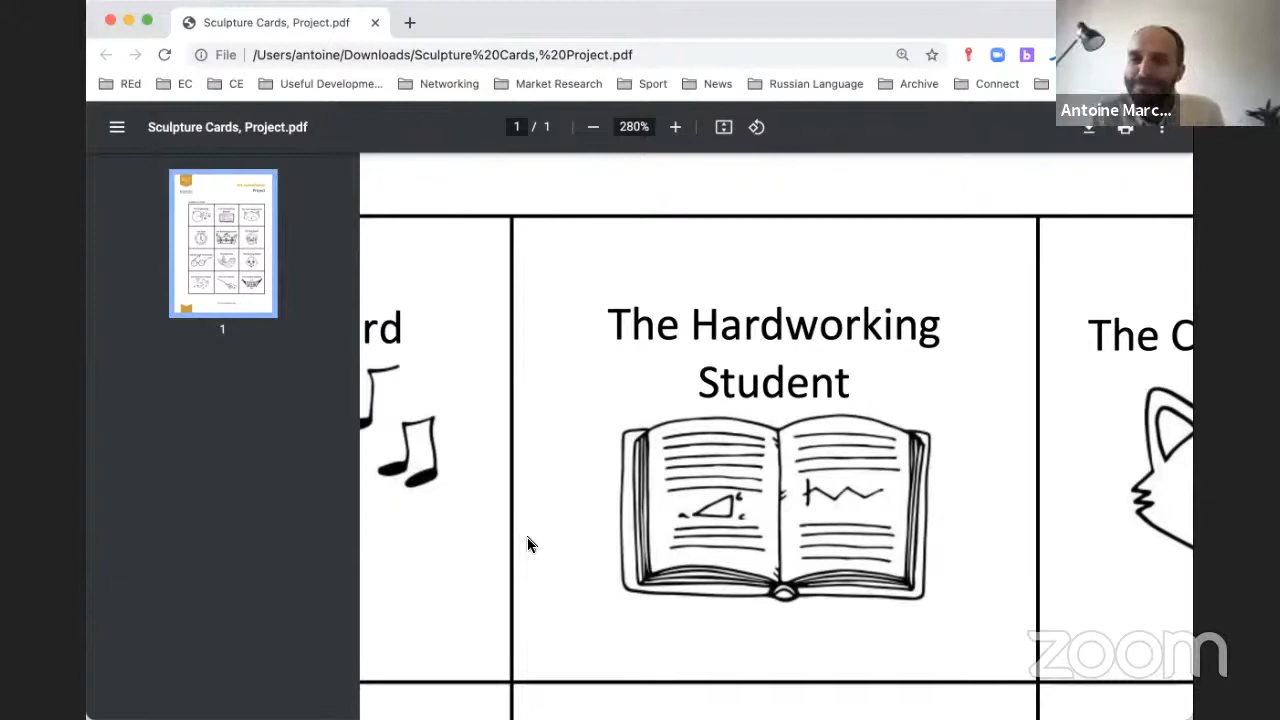 Sculpture Cards, Project.pdf
File
/Users/antoine/Downloads/Sculpture%20Cards,%20Project.pdf
b
REd
EC
CE
Useful Developme...
Networking
Market Research
Sport
News
Russian Language
Archive
Connect
Antoine Marc...
Sculpture Cards, Project.pdf
1 / 1
280%
1
rd
The Hardworking
Student
The C
zoom